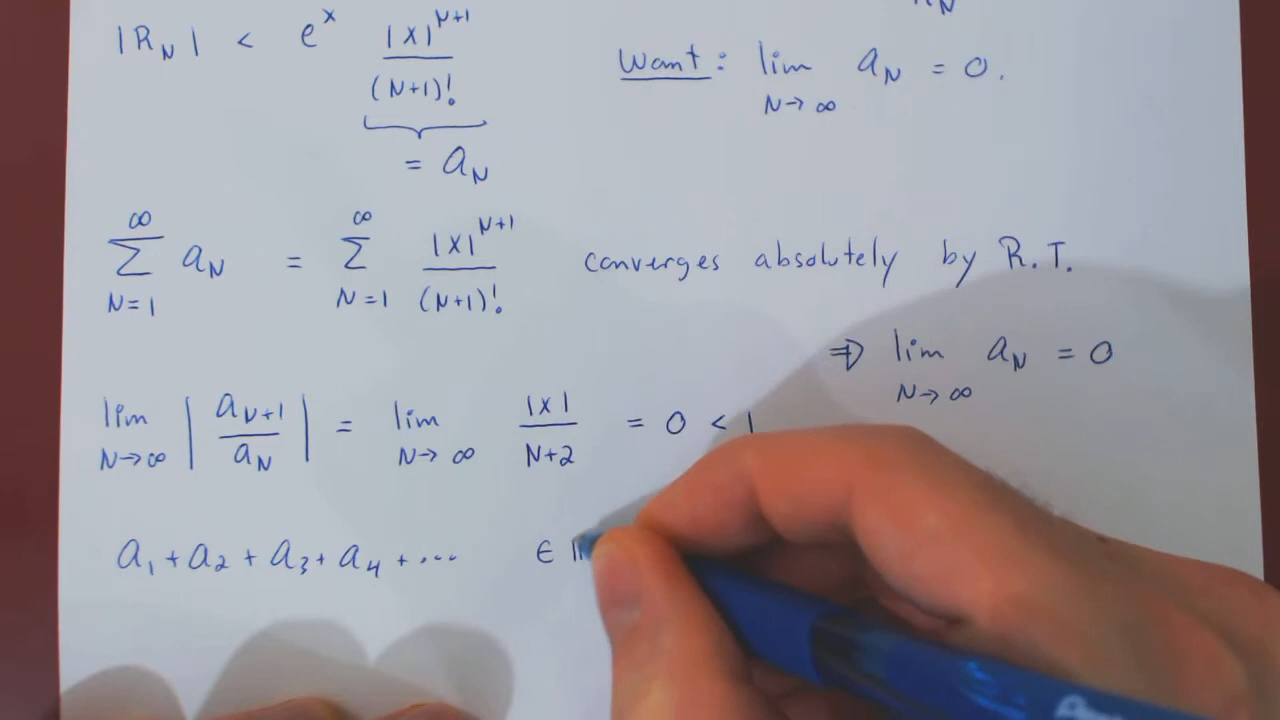 |R_N| < e^x |x|^{N+1} / (N+1)!
R_N
Want: lim_{N→∞} a_N = 0.
= a_N
∑_{N=1}^{∞} a_N = ∑_{N=1}^{∞} |x|^{N+1} / (N+1)! converges absolutely by R.T.
⇒ lim_{N→∞} a_N = 0
lim_{N→∞} |a_{N+1} / a_N| = lim_{N→∞} |x| / N+2 = 0 < 1
a_1 + a_2 + a_3 + a_4 + ... ∈